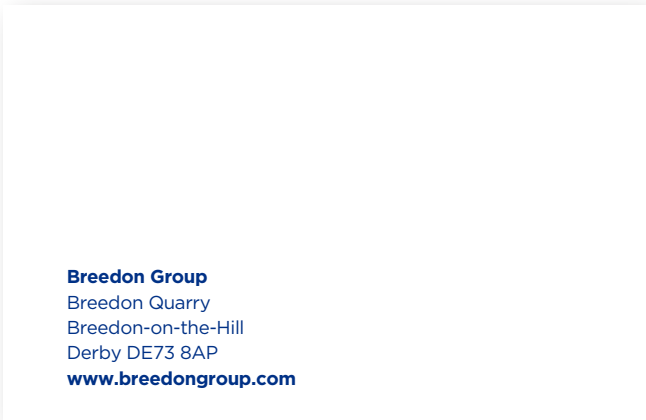 Breedon Group
Breedon Quarry
Breedon-on-the-Hill
Derby DE73 8AP
www.breedongroup.com